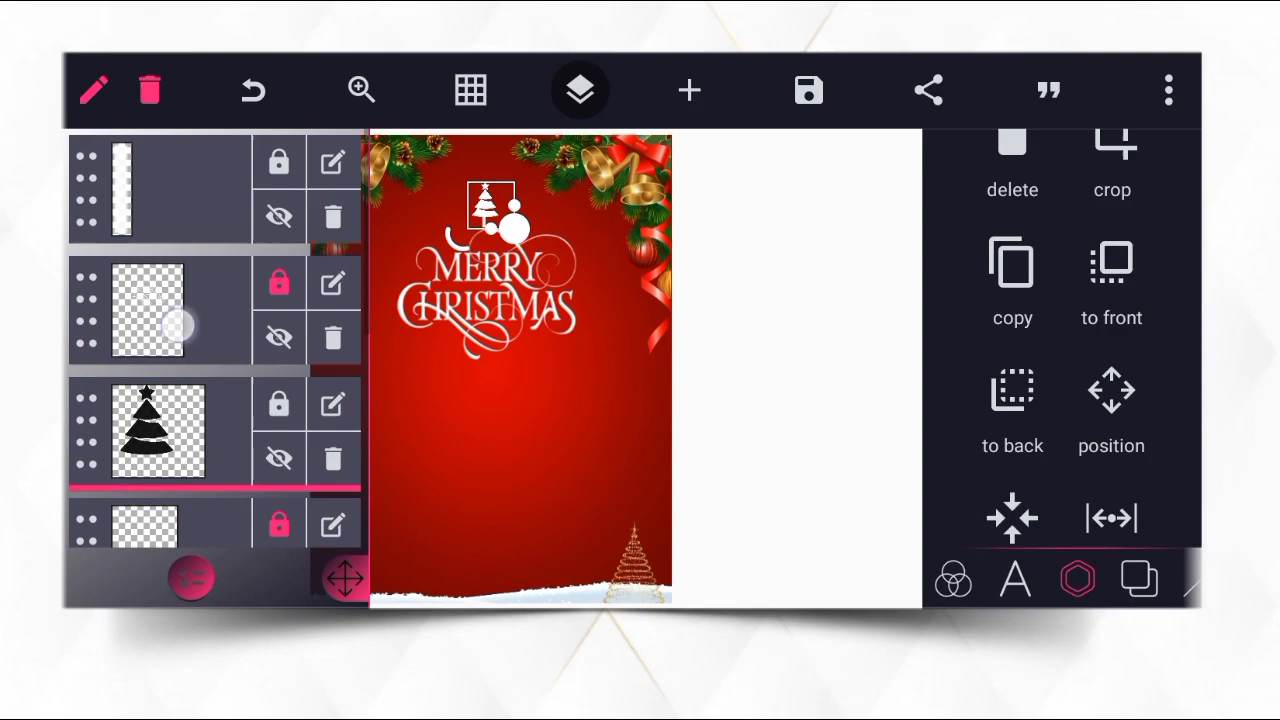 delete
crop
MERRY
CHRISTMAS
copy
to front
to back
position